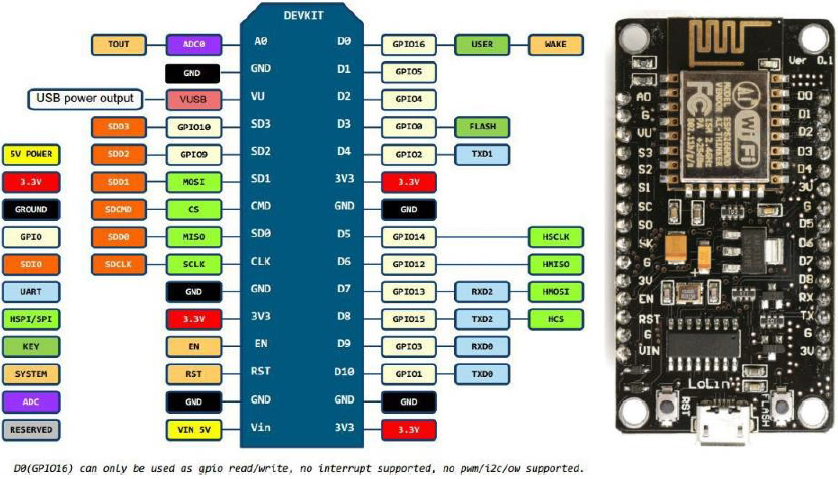 DEVKIT
TOUT ADC0 A0 D0 GPIO16 USER WAKE
GND GND D1 GPIO5
USB power output VUSB VU D2 GPIO4
SDD3 GPIO10 SD3 D3 GPIO0 FLASH
5V POWER SDD2 GPIO9 SD2 D4 GPIO2 TXD1
3.3V SDD1 MOSI SD1 3V3 3.3V
GROUND SDCMD CS CMD GND GND
GPIO SDD0 MISO SD0 D5 GPIO14 HSCLK
SDIO SDCLK SCLK CLK D6 GPIO12 HMISO
UART GND GND D7 GPIO13 RXD2 HMOSI
HSPI/SPI 3.3V 3V3 D8 GPIO15 TXD2 HCS
KEY EN EN D9 GPIO3 RXD0
SYSTEM RST RST D10 GPIO1 TXD0
ADC GND GND GND GND
RESERVED VIN 5V Vin 3V3 3.3V
D0(GPIO16) can only be used as gpio read/write, no interrupt supported, no pwm/i2c/ow supported.
Ver 0.1
AO
G
VU
S3
S2
S1
SC
SO
SK
G
3V
EN
RST
G
VIN
D0
D1
D2
D3
D4
3V
G
D5
D6
D7
D8
RX
TX
G
3V
AI
WiFi
FC
LoLin
RST
FLASH